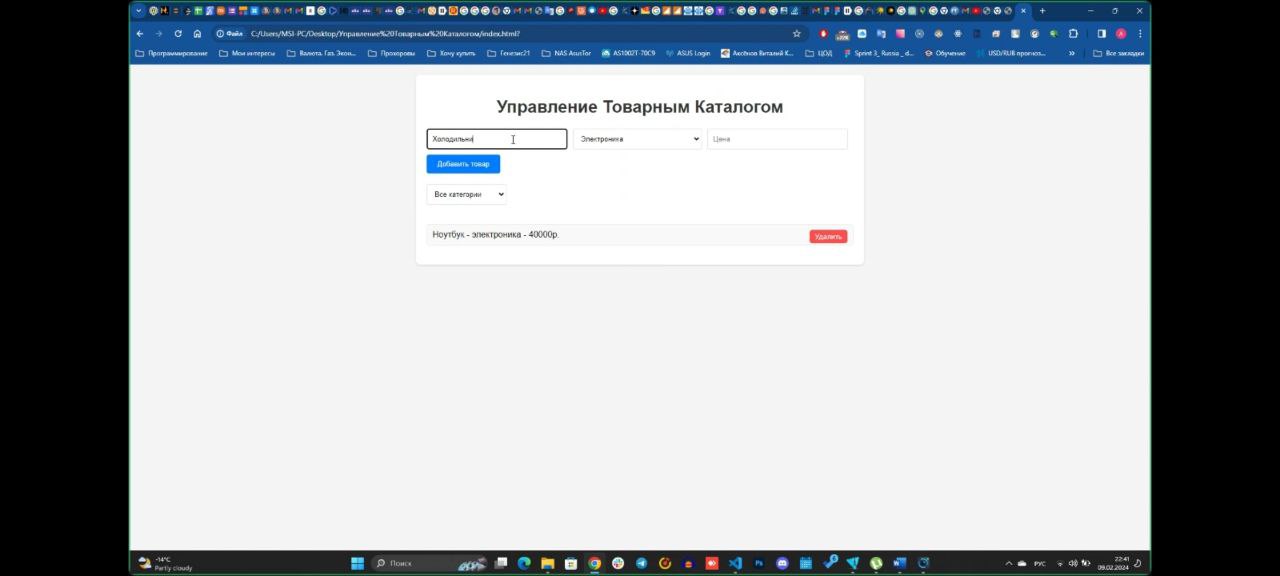 Файл C:/Users/MSI-PC/Desktop/Управление%20Товарным%20Каталогом/index.html?
Программирование Мои интересы Валюта. Газ. Экон... Прохоровы Хочу купить Генезис21 NAS AsusTor AS1002T-70C9 ASUS Login Аксёнов Виталий К... ЦОД Sprint 3_ Russia _ d... Обучение USD/RUB прогноз... » Все закладки
Управление Товарным Каталогом
Холодильни Электроника Цена
Добавить товар
Все категории
Ноутбук - электроника - 40000р. Удалить
-14°C
Partly cloudy
Поиск
РУС
22:41
09.02.2024